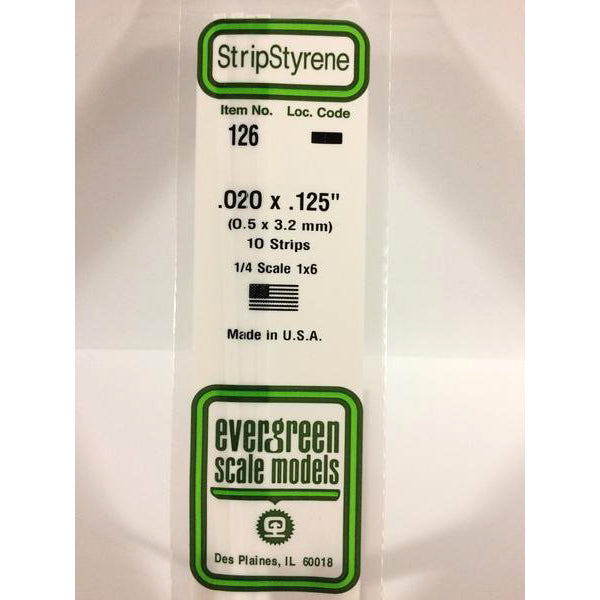 StripStyrene
Item No. Loc. Code
126
.020 x .125"
(0.5 x 3.2 mm)
10 Strips
1/4 Scale 1x6
Made in U.S.A.
evergreen
scale models
Des Plaines, IL 60018